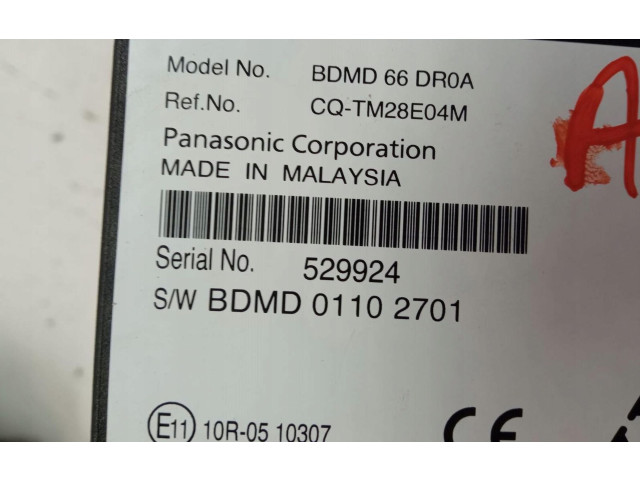 Model No. BDMD 66 DR0A
Ref.No. CQ-TM28E04M
Panasonic Corporation
MADE IN MALAYSIA
Serial No. 529924
S/W BDMD 0110 2701
E11 10R-05 10307 CE
A